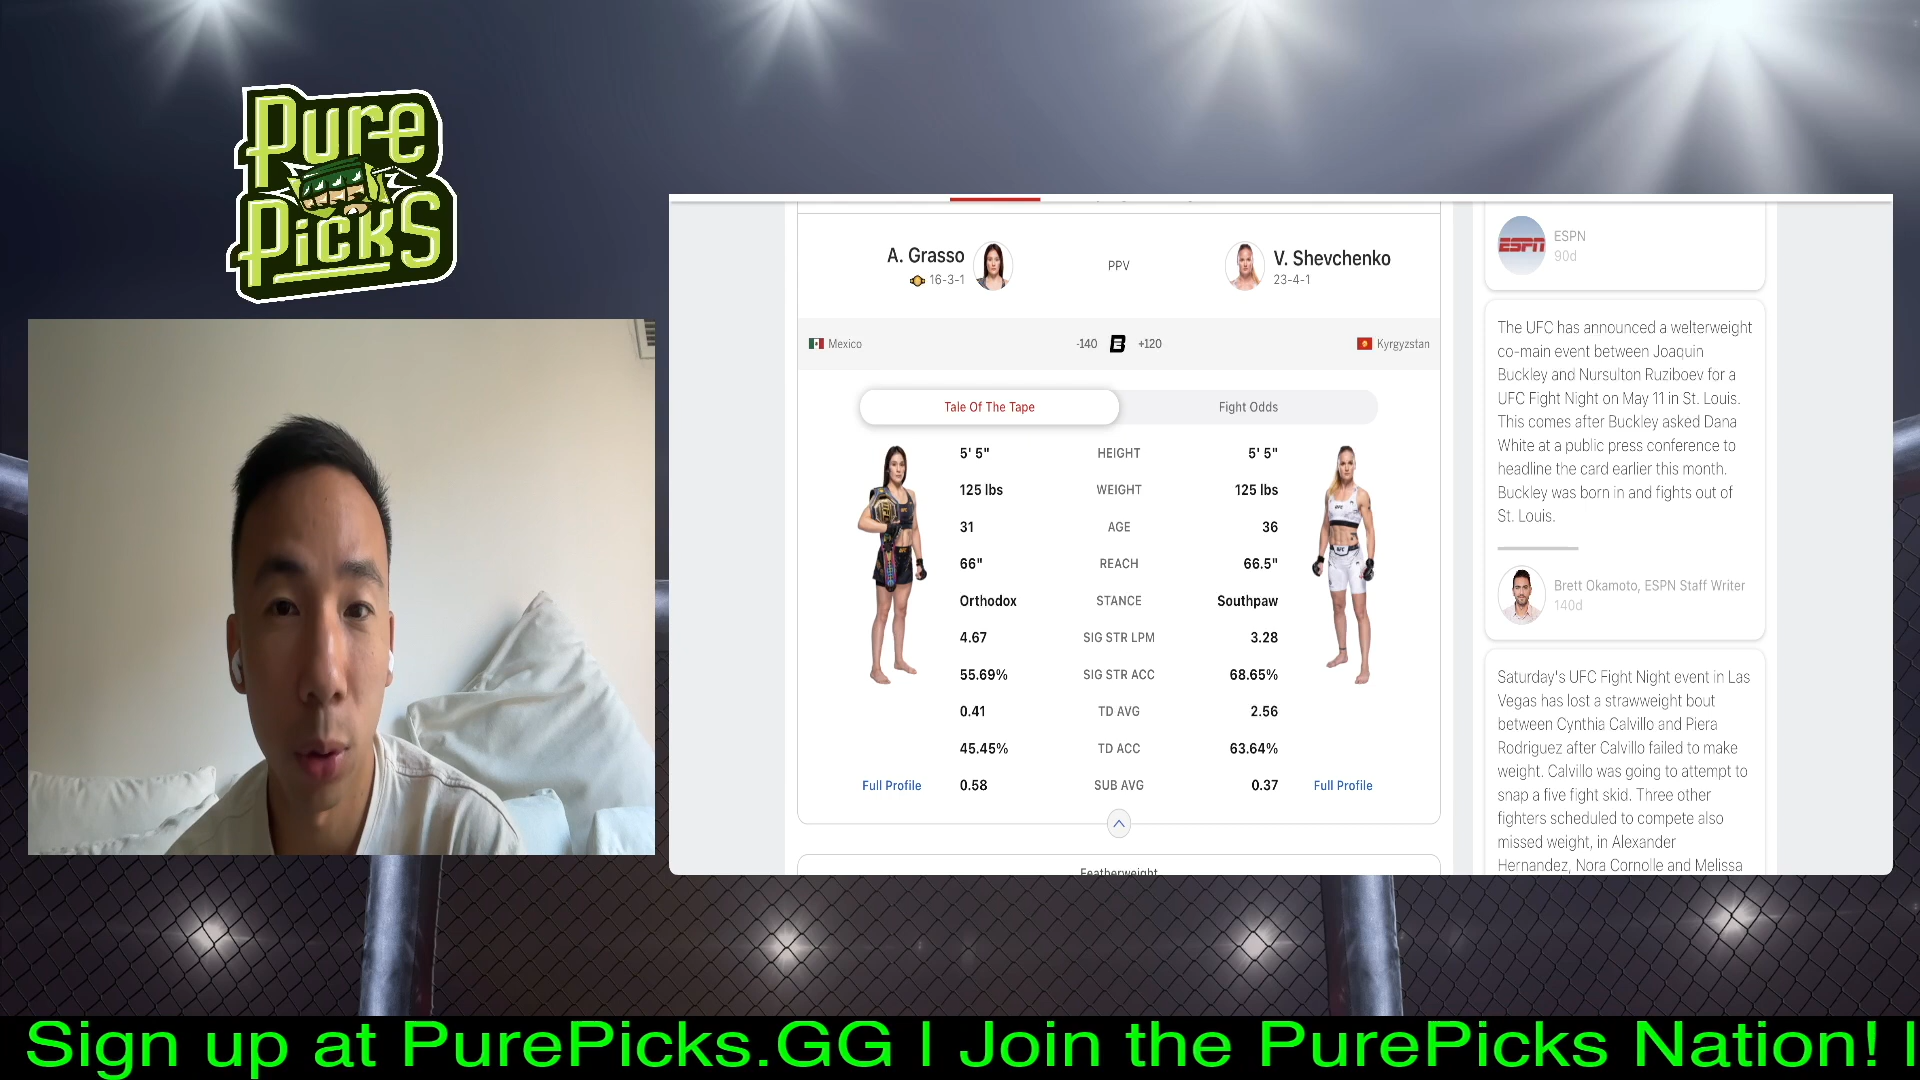 Pure
Picks
A. Grasso
16-3-1
PPV
V. Shevchenko
23-4-1
Mexico
-140
+120
Kyrgyzstan
Tale Of The Tape
Fight Odds
5' 5" HEIGHT 5' 5"
125 lbs WEIGHT 125 lbs
31 AGE 36
66" REACH 66.5"
Orthodox STANCE Southpaw
4.67 SIG STR LPM 3.28
55.69% SIG STR ACC 68.65%
0.41 TD AVG 2.56
45.45% TD ACC 63.64%
Full Profile 0.58 SUB AVG 0.37 Full Profile
Featherweight
ESPN
ESPN
90d
The UFC has announced a welterweight
co-main event between Joaquin
Buckley and Nursulton Ruziboev for a
UFC Fight Night on May 11 in St. Louis.
This comes after Buckley asked Dana
White at a public press conference to
headline the card earlier this month.
Buckley was born in and fights out of
St. Louis.
Brett Okamoto, ESPN Staff Writer
140d
Saturday's UFC Fight Night event in Las
Vegas has lost a strawweight bout
between Cynthia Calvillo and Piera
Rodriguez after Calvillo failed to make
weight. Calvillo was going to attempt to
snap a five fight skid. Three other
fighters scheduled to compete also
missed weight, in Alexander
Hernandez, Nora Cornolle and Melissa
Sign up at PurePicks.GG | Join the PurePicks Nation! |